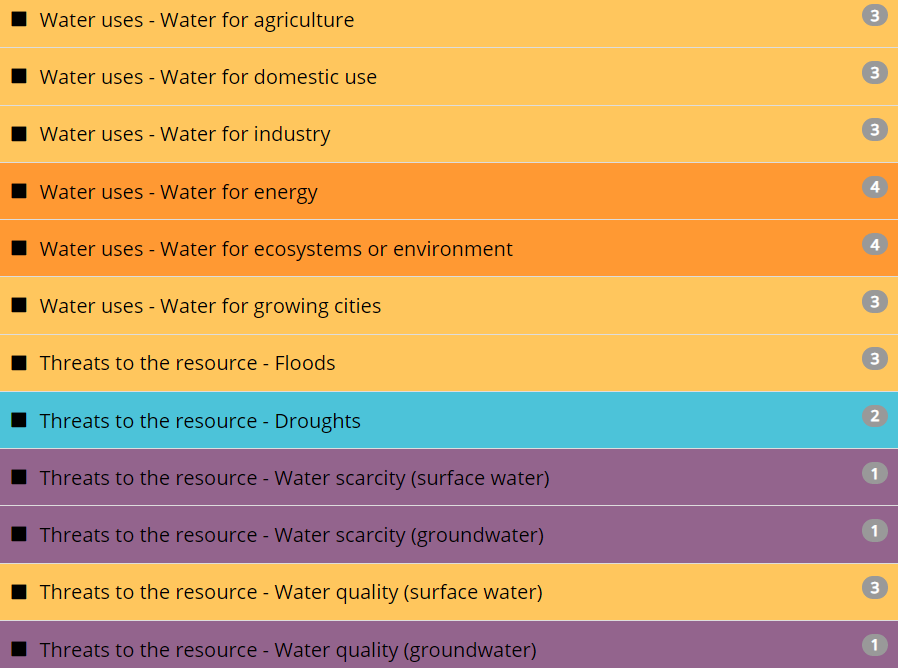 Water uses - Water for agriculture 3
Water uses - Water for domestic use 3
Water uses - Water for industry 3
Water uses - Water for energy 4
Water uses - Water for ecosystems or environment 4
Water uses - Water for growing cities 3
Threats to the resource - Floods 3
Threats to the resource - Droughts 2
Threats to the resource - Water scarcity (surface water) 1
Threats to the resource - Water scarcity (groundwater) 1
Threats to the resource - Water quality (surface water) 3
Threats to the resource - Water quality (groundwater) 1